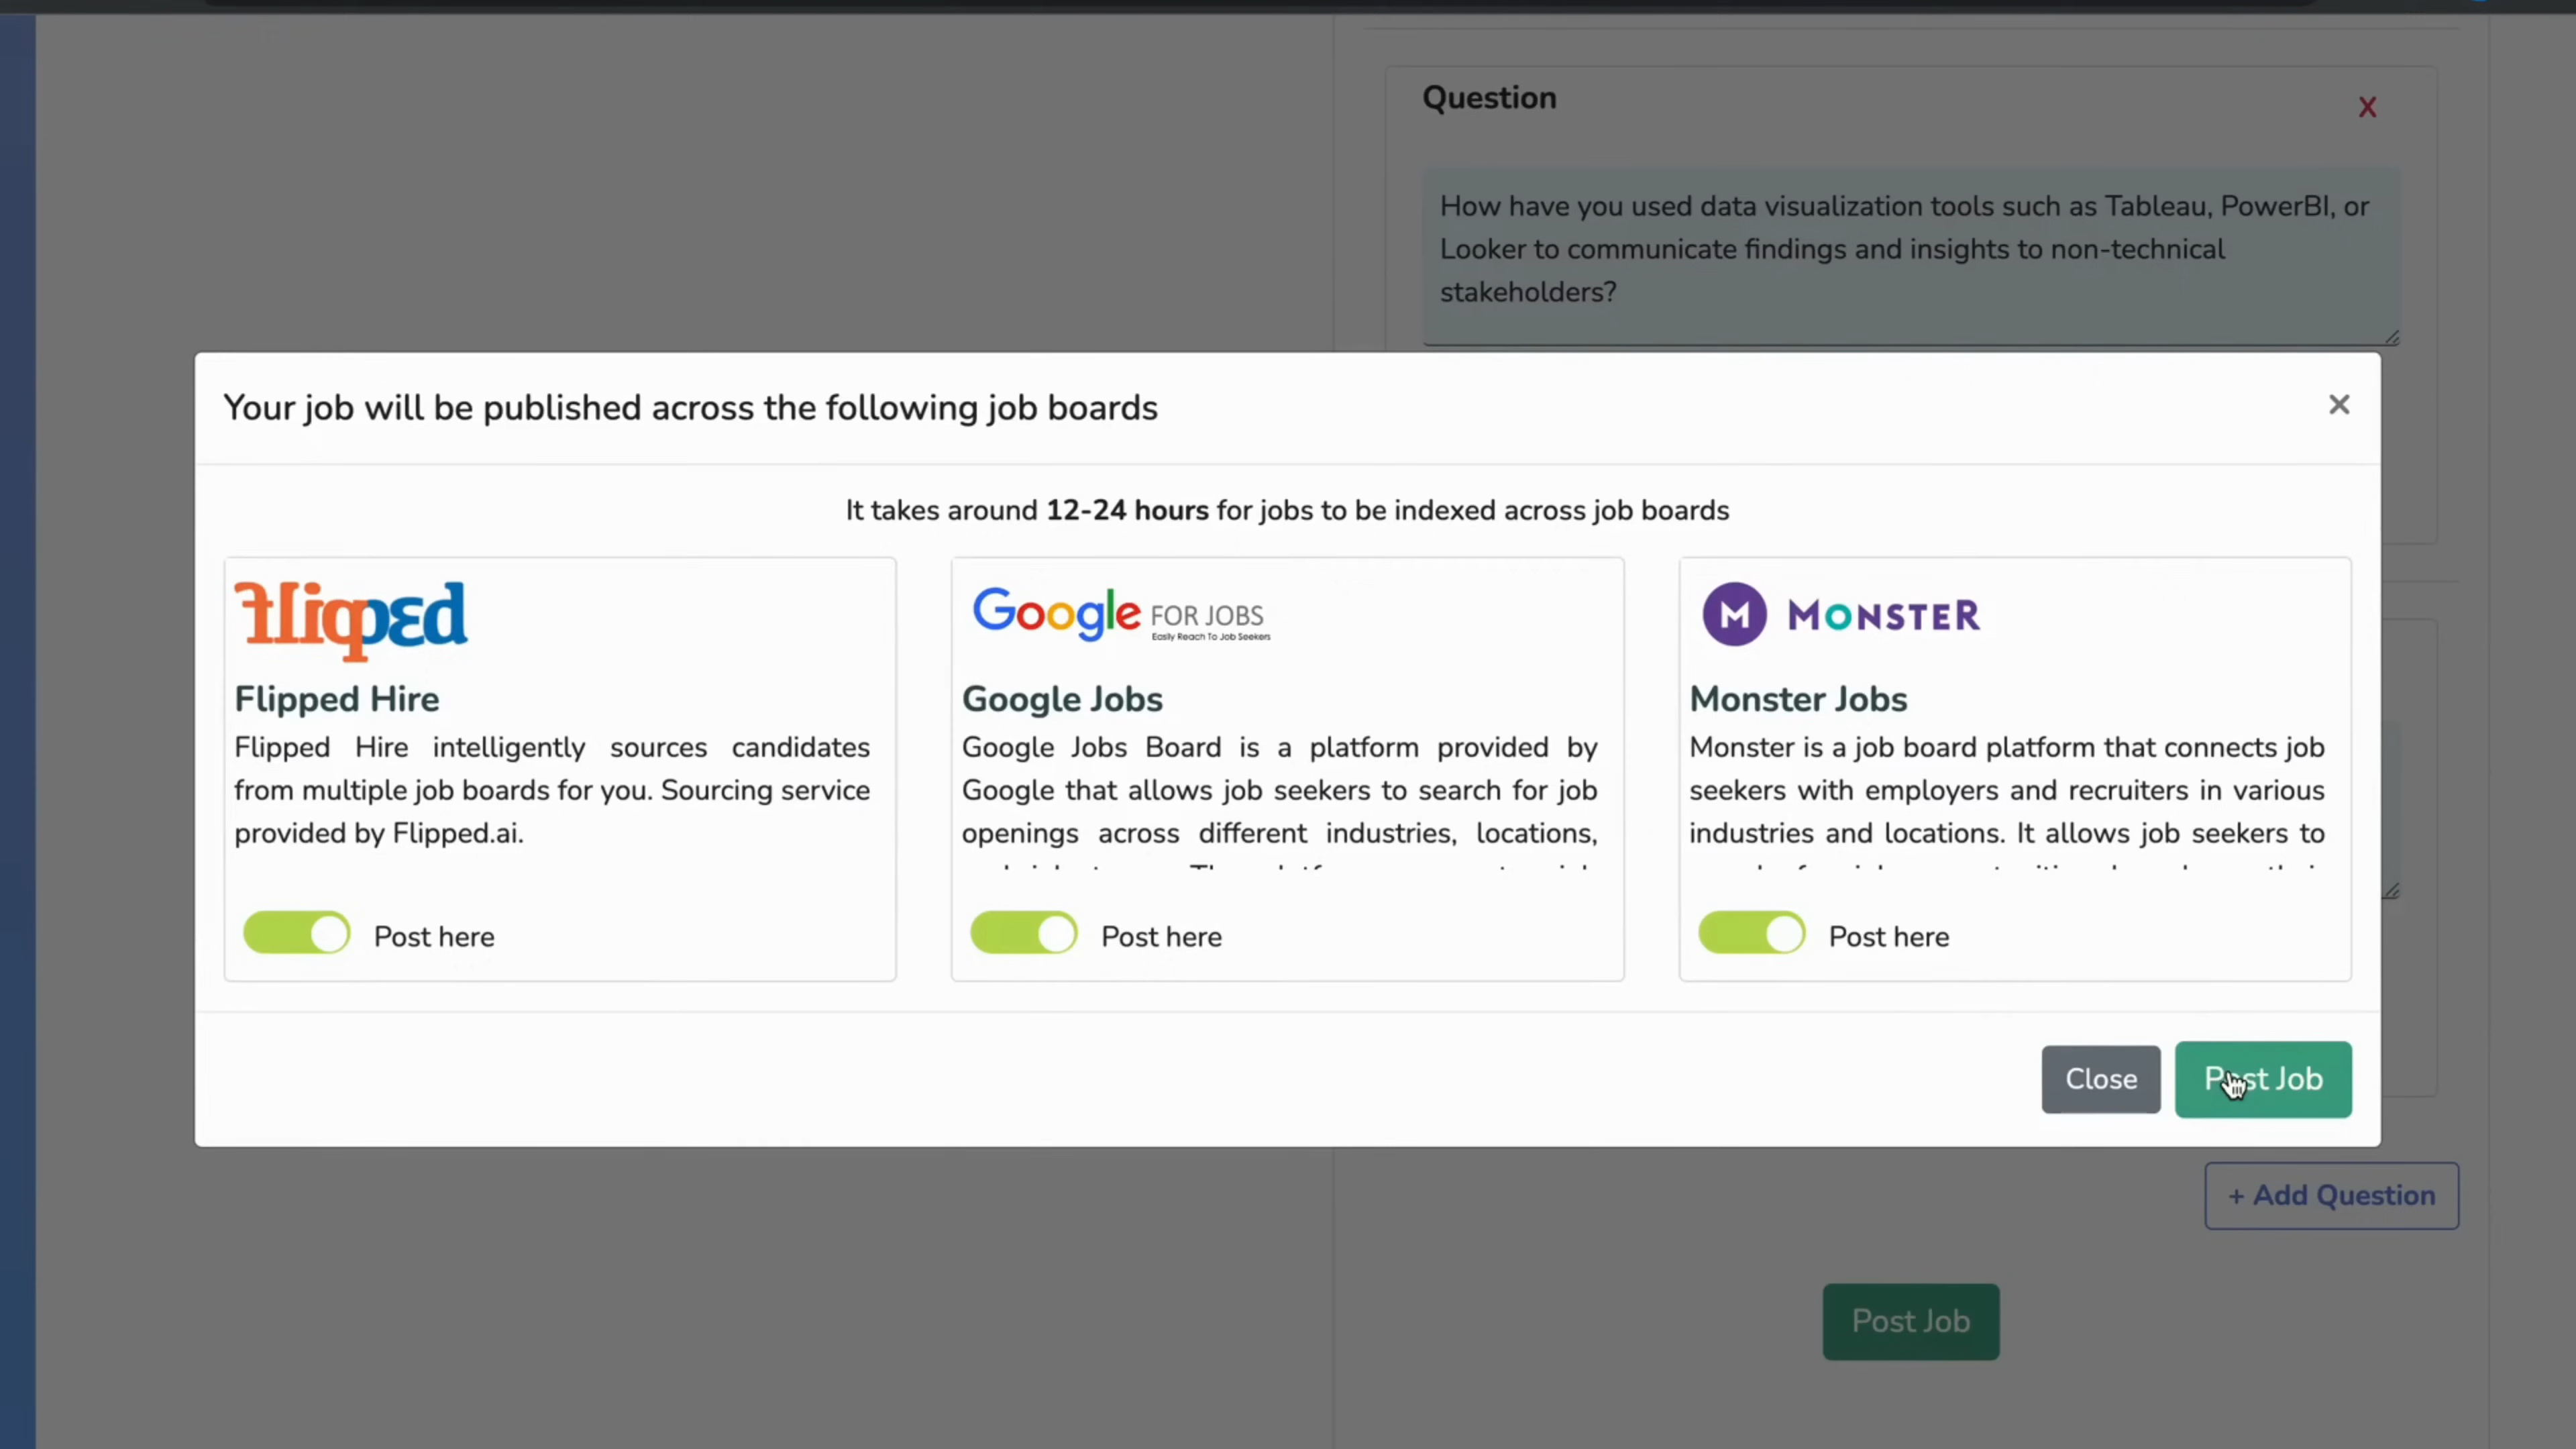 Question
X
How have you used data visualization tools such as Tableau, PowerBI, or
Looker to communicate findings and insights to non-technical
stakeholders?
Your job will be published across the following job boards
×
It takes around 12-24 hours for jobs to be indexed across job boards
flipped
Flipped Hire
Flipped Hire intelligently sources candidates
from multiple job boards for you. Sourcing service
provided by Flipped.ai.
Post here
Google FOR JOBS
Easily Reach To Job Seekers
Google Jobs
Google Jobs Board is a platform provided by
Google that allows job seekers to search for job
openings across different industries, locations,
Post here
M MONSTER
Monster Jobs
Monster is a job board platform that connects job
seekers with employers and recruiters in various
industries and locations. It allows job seekers to
Post here
Close
Post Job
+ Add Question
Post Job